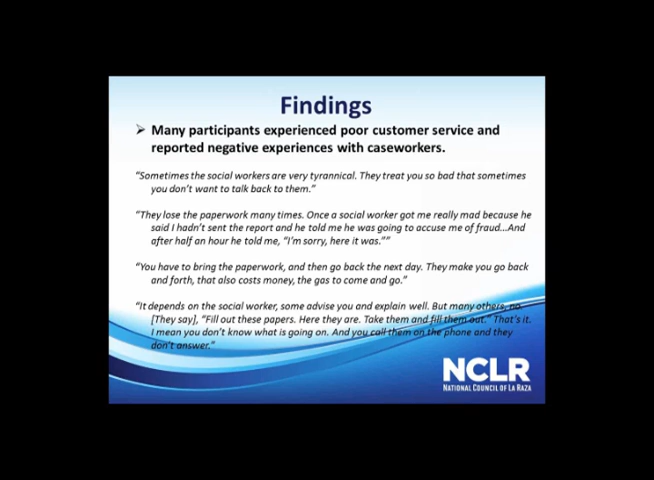 Findings
Many participants experienced poor customer service and
reported negative experiences with caseworkers.
“Sometimes the social workers are very tyrannical. They treat you so bad that sometimes
you don’t want to talk back to them.”
“They lose the paperwork many times. Once a social worker got me really mad because he
said I hadn’t sent the report and he told me he was going to accuse me of fraud…And
after half an hour he told me, “I’m sorry, here it was.””
“You have to bring the paperwork, and then go back the next day. They make you go back
and forth, that also costs money, the gas to come and go.”
“It depends on the social worker, some advise you and explain well. But many others, no.
[They say], “Fill out these papers. Here they are. Take them and fill them out.” That’s it.
I mean you don’t know what is going on. And you call them on the phone and they
don’t answer.”
NCLR
NATIONAL COUNCIL OF LA RAZA